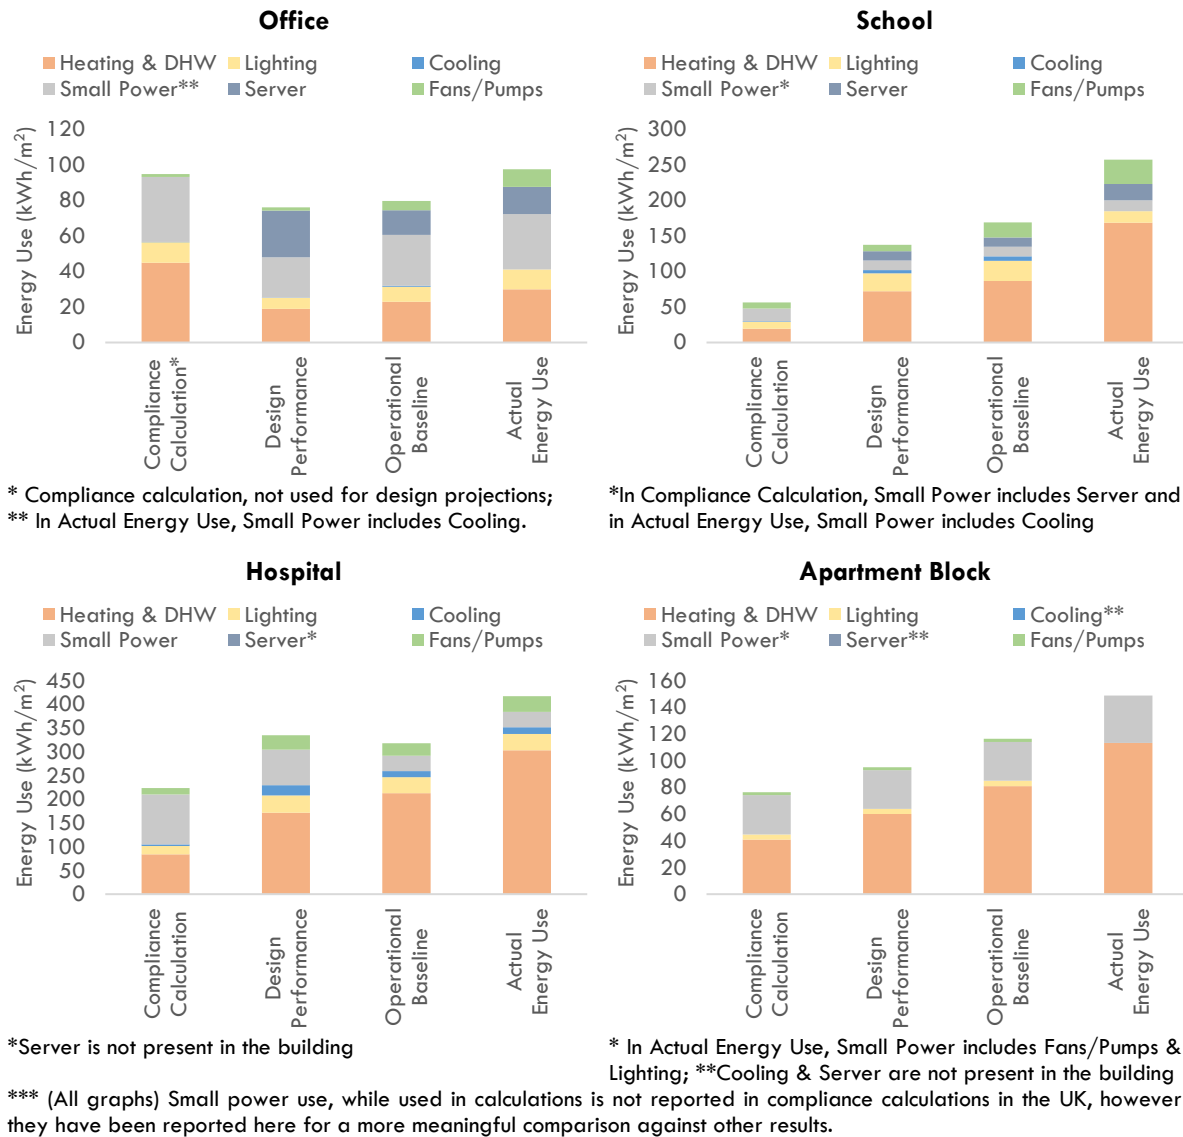 Office
Heating & DHW Lighting Cooling
Small Power** Server Fans/Pumps
Energy Use (kWh/m²)
120
100
80
60
40
20
0
Compliance
Calculation*
Design
Performance
Operational
Baseline
Actual
Energy Use
* Compliance calculation, not used for design projections;
** In Actual Energy Use, Small Power includes Cooling.
School
Heating & DHW Lighting Cooling
Small Power* Server Fans/Pumps
Energy Use (kWh/m²)
300
250
200
150
100
50
0
Compliance
Calculation
Design
Performance
Operational
Baseline
Actual
Energy Use
*In Compliance Calculation, Small Power includes Server and
in Actual Energy Use, Small Power includes Cooling
Hospital
Heating & DHW Lighting Cooling
Small Power Server* Fans/Pumps
Energy Use (kWh/m²)
450
400
350
300
250
200
150
100
50
0
Compliance
Calculation
Design
Performance
Operational
Baseline
Actual
Energy Use
*Server is not present in the building
Apartment Block
Heating & DHW Lighting Cooling**
Small Power* Server** Fans/Pumps
Energy Use (kWh/m²)
160
140
120
100
80
60
40
20
0
Compliance
Calculation
Design
Performance
Operational
Baseline
Actual
Energy Use
* In Actual Energy Use, Small Power includes Fans/Pumps &
Lighting; **Cooling & Server are not present in the building
*** (All graphs) Small power use, while used in calculations is not reported in compliance calculations in the UK, however
they have been reported here for a more meaningful comparison against other results.